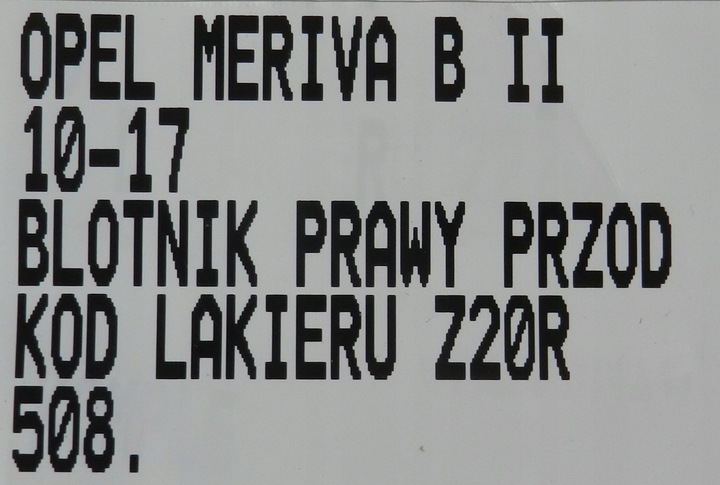 OPEL MERIVA B II
10-17
BLOTNIK PRAWY PRZOD
KOD LAKIERU Z20R
508.